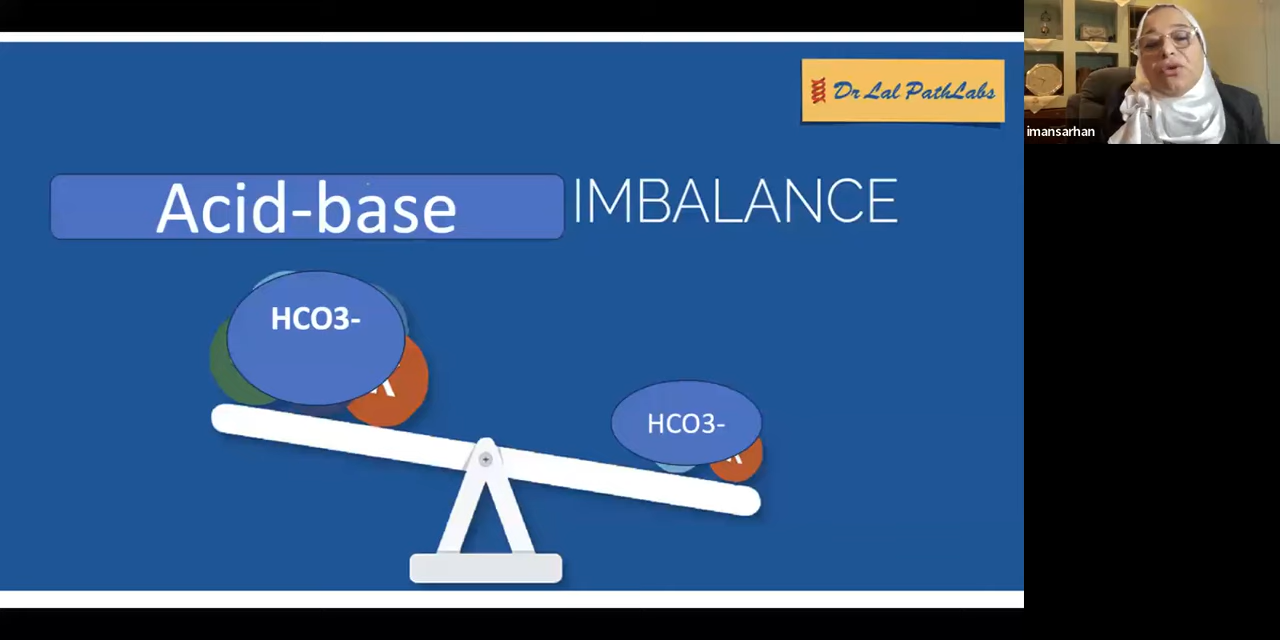 Dr Lal PathLabs
imansarhan
Acid-base IMBALANCE
HCO3-
HCO3-